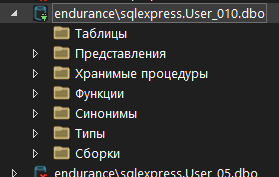 endurance\sqlexpress.User_010.dbo
Таблицы
Представления
Хранимые процедуры
Функции
Синонимы
Типы
Сборки
endurance\sqlexpress.User_05.dbo